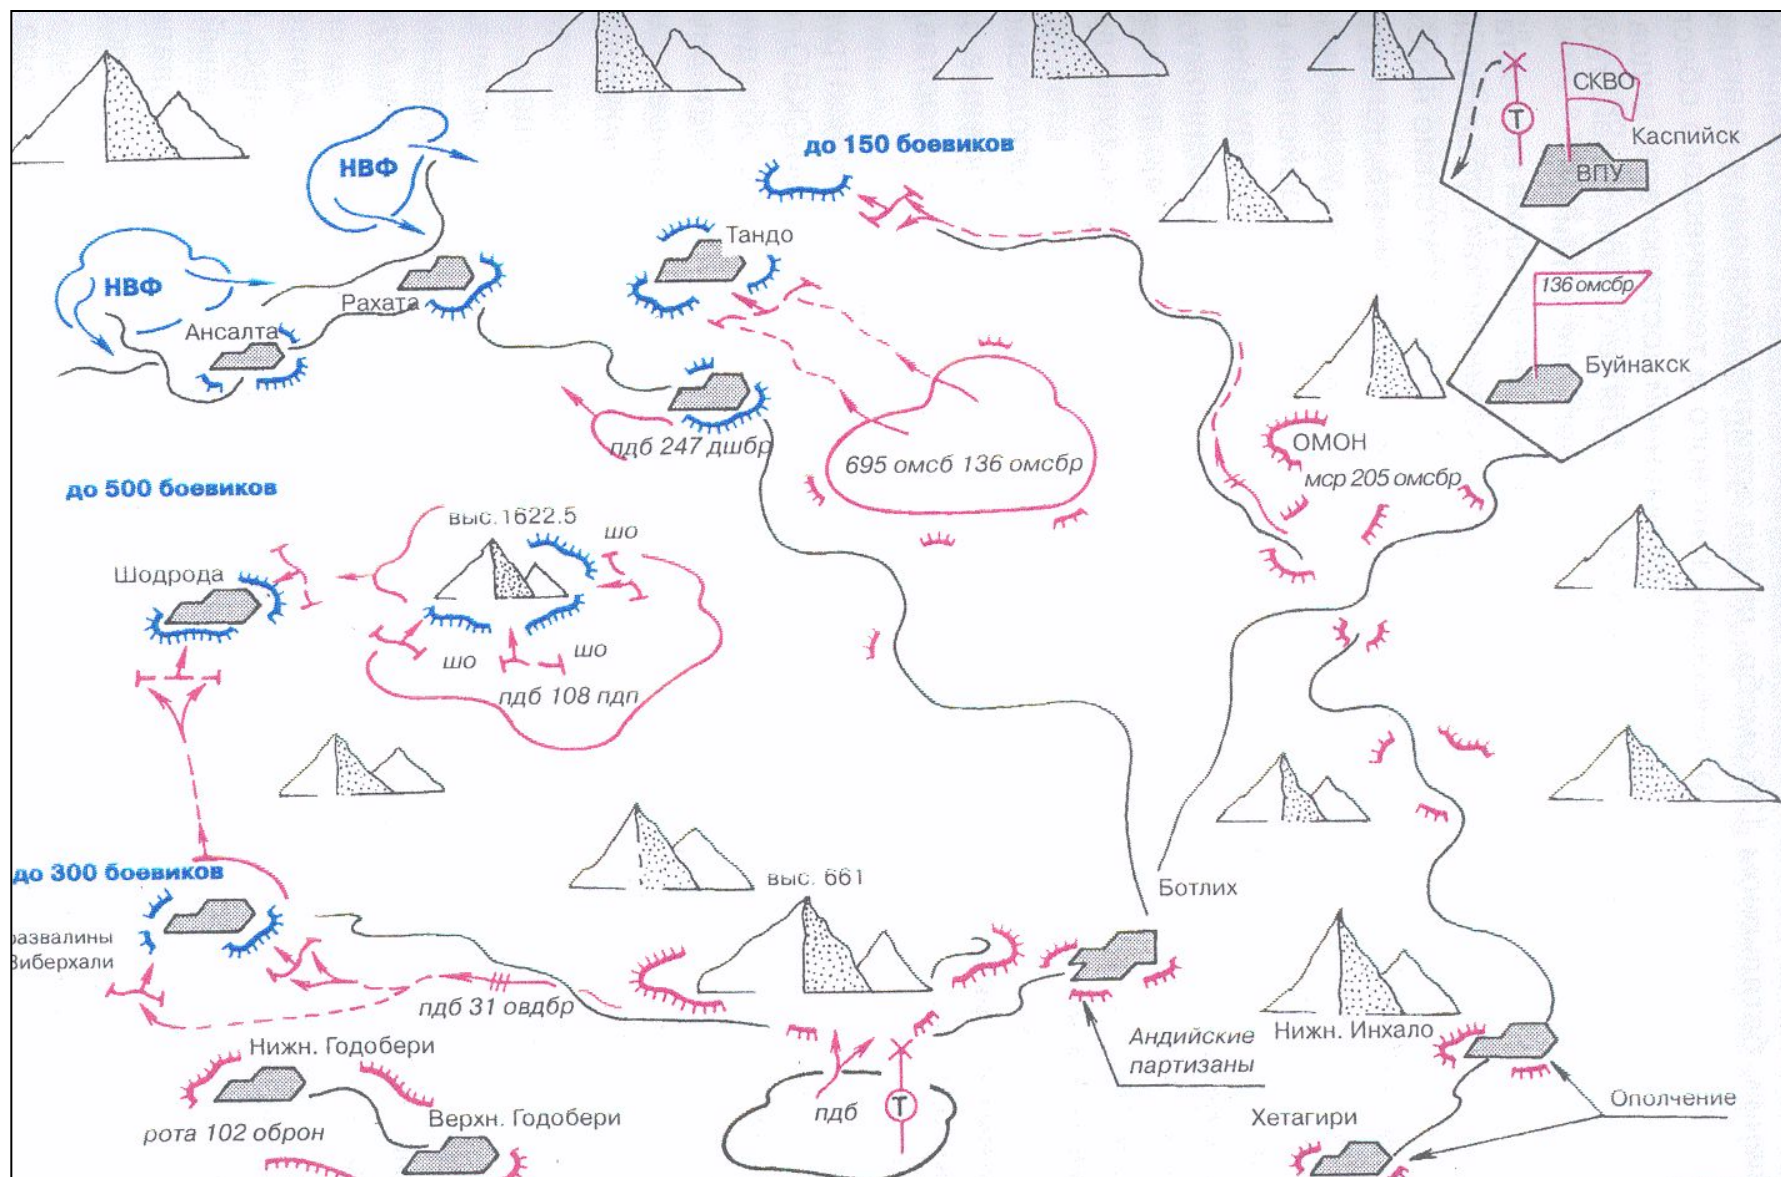 СКВО
Каспийск
ВПУ
Т
до 150 боевиков
НВФ
Тандо
НВФ
Рахата
Ансалта
136 омсбр
Буйнакск
пдб 247 дшбр
695 омсб 136 омсбр
ОМОН
мср 205 омсбр
до 500 боевиков
выс.1622.5
шо
Шодрода
шо
шо
пдб 108 пдп
до 300 боевиков
выс. 661
Ботлих
развалины
Зиберхали
пдб 31 овдбр
Нижн. Годобери
Андийские
партизаны
Нижн. Инхало
рота 102 оброн
Верхн. Годобери
пдб
Т
Хетагири
Ополчение